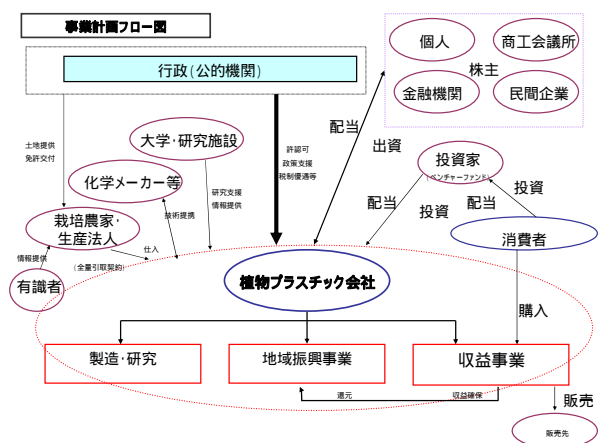 事業計画フロー図
行政(公的機関)
個人
商工会議所
株主
金融機関
民間企業
配当
出資
土地提供
免許交付
大学・研究施設
許認可
政策支援
税制優遇等
化学メーカー等
研究支援
情報提供
技術提携
投資家
(ベンチャーファンド)
配当
投資
配当
投資
栽培農家・
生産法人
仕入
(全量引取契約)
情報提供
有識者
消費者
植物プラスチック会社
購入
製造・研究
地域振興事業
収益事業
還元
収益確保
販売
販売先